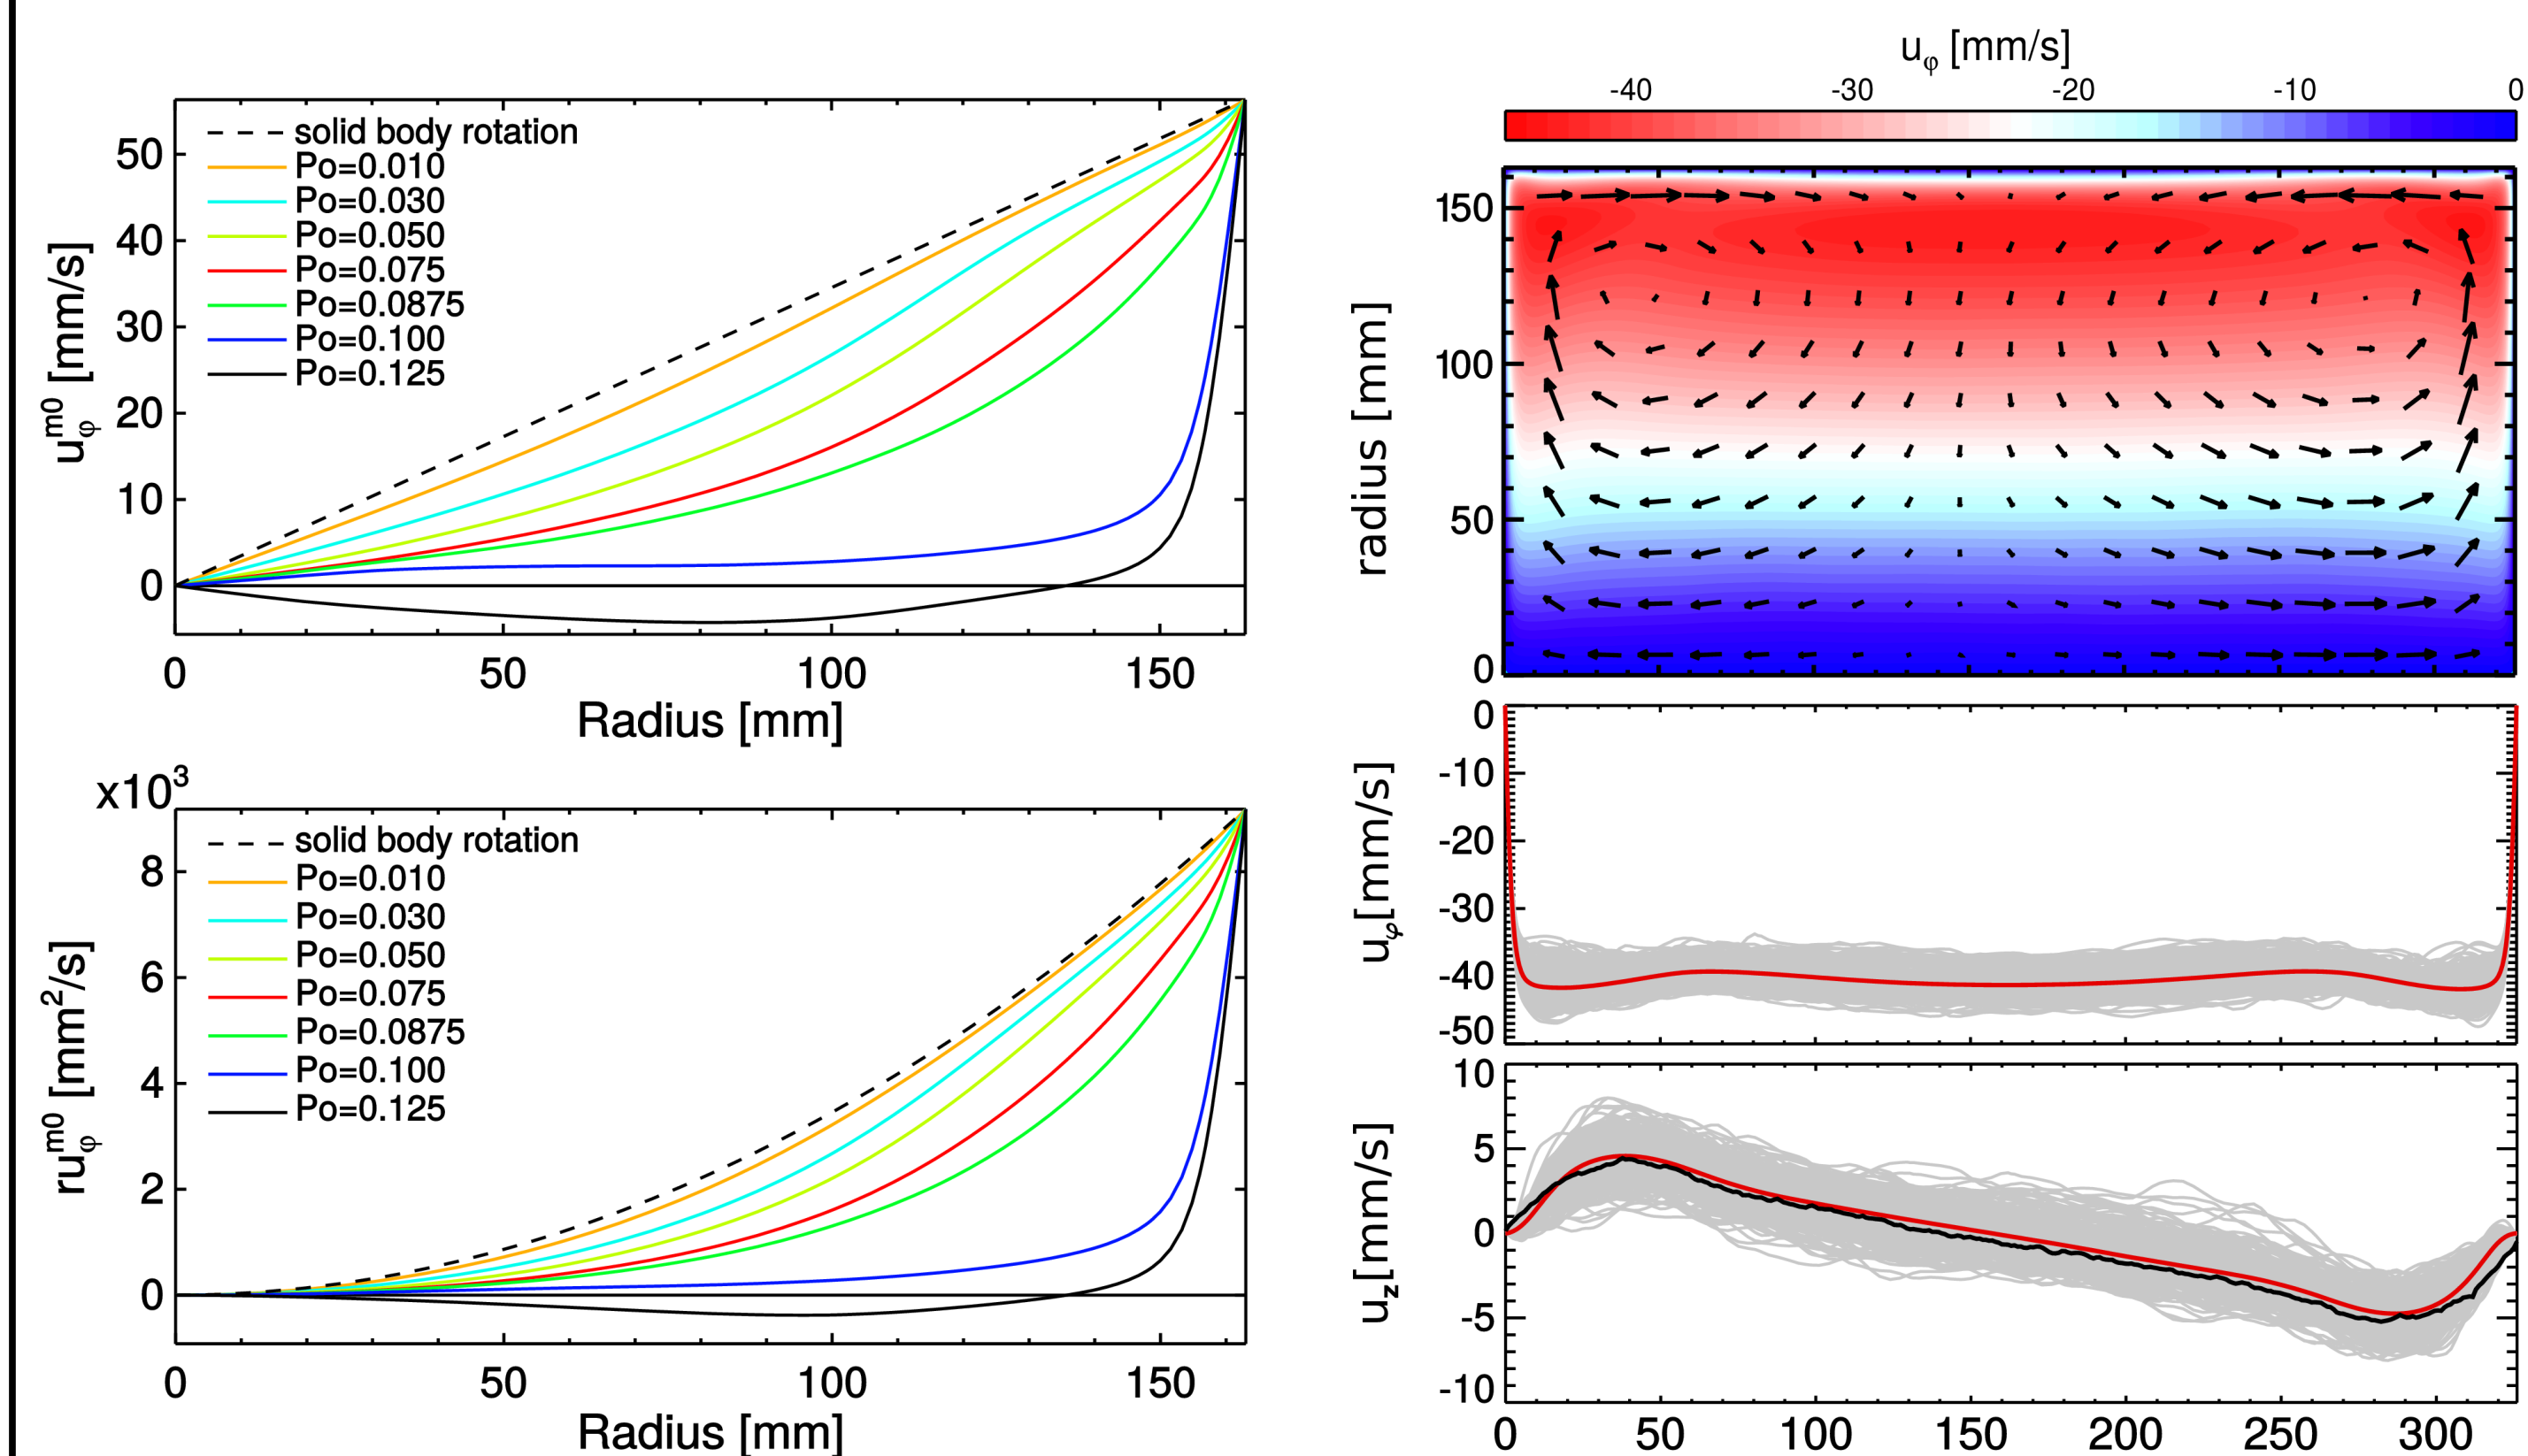 50
40
30
20
10
0
u_φ^{m0} [mm/s]
solid body rotation
Po=0.010
Po=0.030
Po=0.050
Po=0.075
Po=0.0875
Po=0.100
Po=0.125
0 50 100 150
Radius [mm]
x10³
8
6
4
2
0
ru_φ^{m0} [mm²/s]
solid body rotation
Po=0.010
Po=0.030
Po=0.050
Po=0.075
Po=0.0875
Po=0.100
Po=0.125
0 50 100 150
Radius [mm]
u_φ [mm/s]
-40 -30 -20 -10 0
150
100
50
0
radius [mm]
0
-10
-20
-30
-40
-50
u_φ[mm/s]
10
5
0
-5
-10
u_z[mm/s]
0 50 100 150 200 250 300